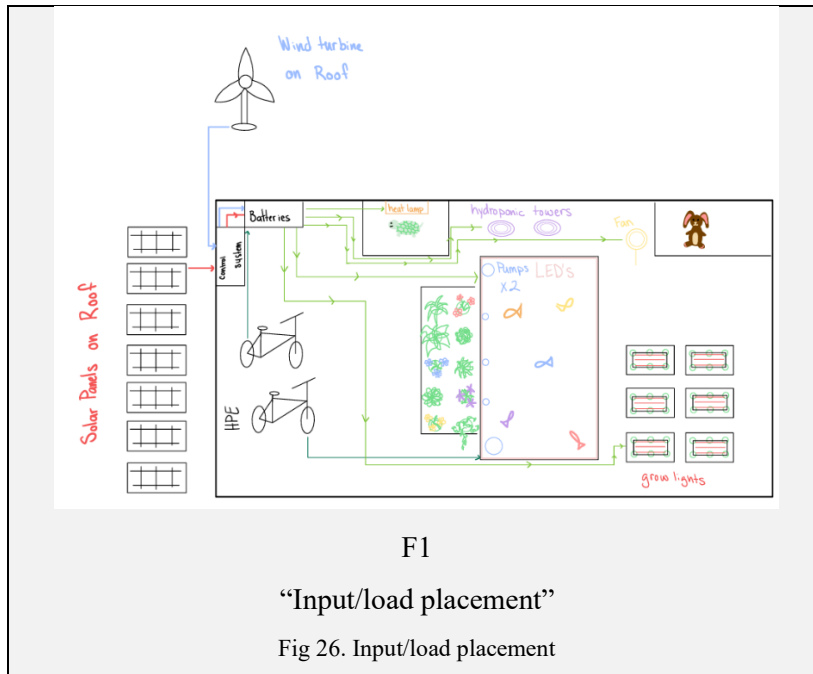 Wind turbine
on Roof
Solar Panels on Roof
Batteries
control
system
heat lamp
hydroponic towers
Fan
Pumps
X2
LED's
HPE
grow lights
F1
“Input/load placement”
Fig 26. Input/load placement